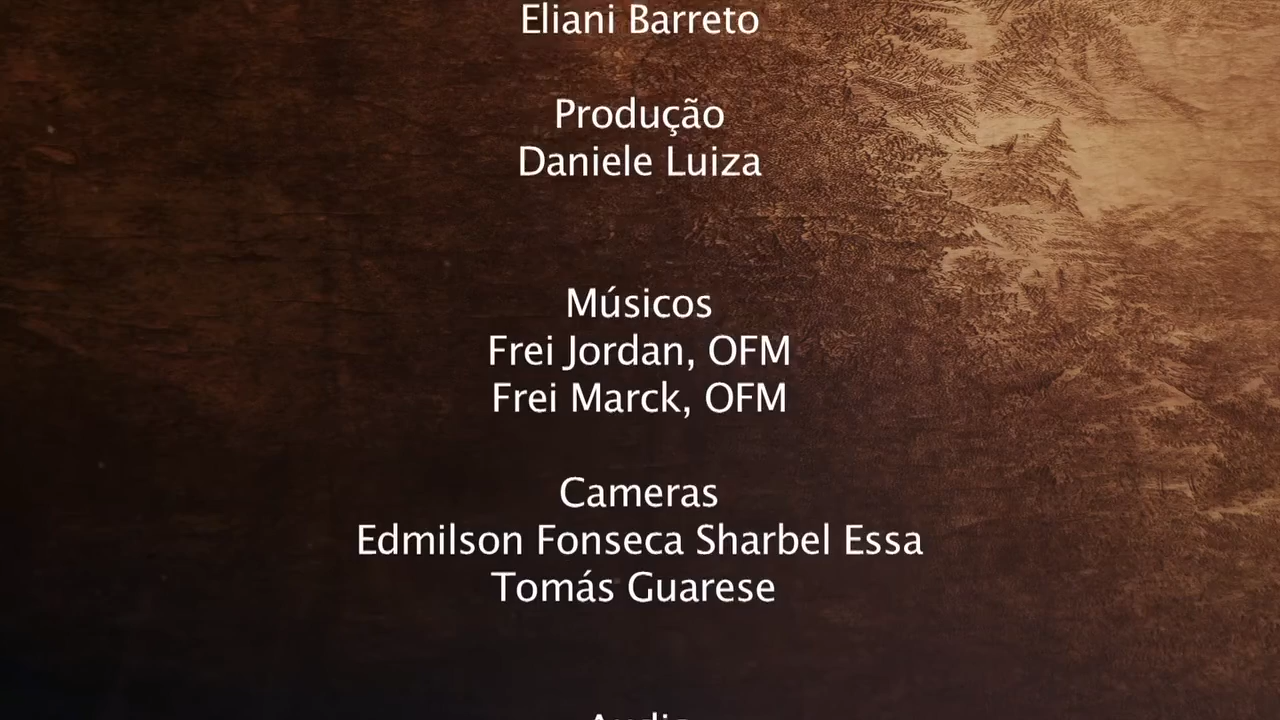 Eliani Barreto
Produção
Daniele Luiza
Músicos
Frei Jordan, OFM
Frei Marck, OFM
Cameras
Edmilson Fonseca Sharbel Essa
Tomás Guarese